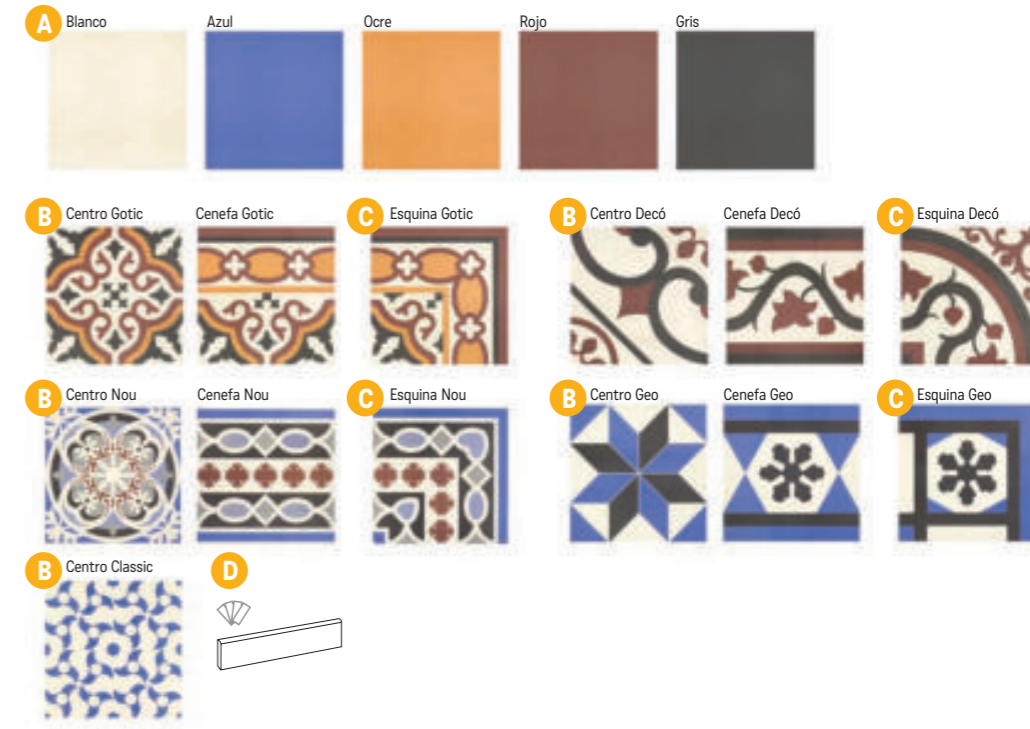 A Blanco Azul Ocre Rojo Gris
B Centro Gotic Cenefa Gotic C Esquina Gotic B Centro Decó Cenefa Decó C Esquina Decó
B Centro Nou Cenefa Nou C Esquina Nou B Centro Geo Cenefa Geo C Esquina Geo
B Centro Classic D